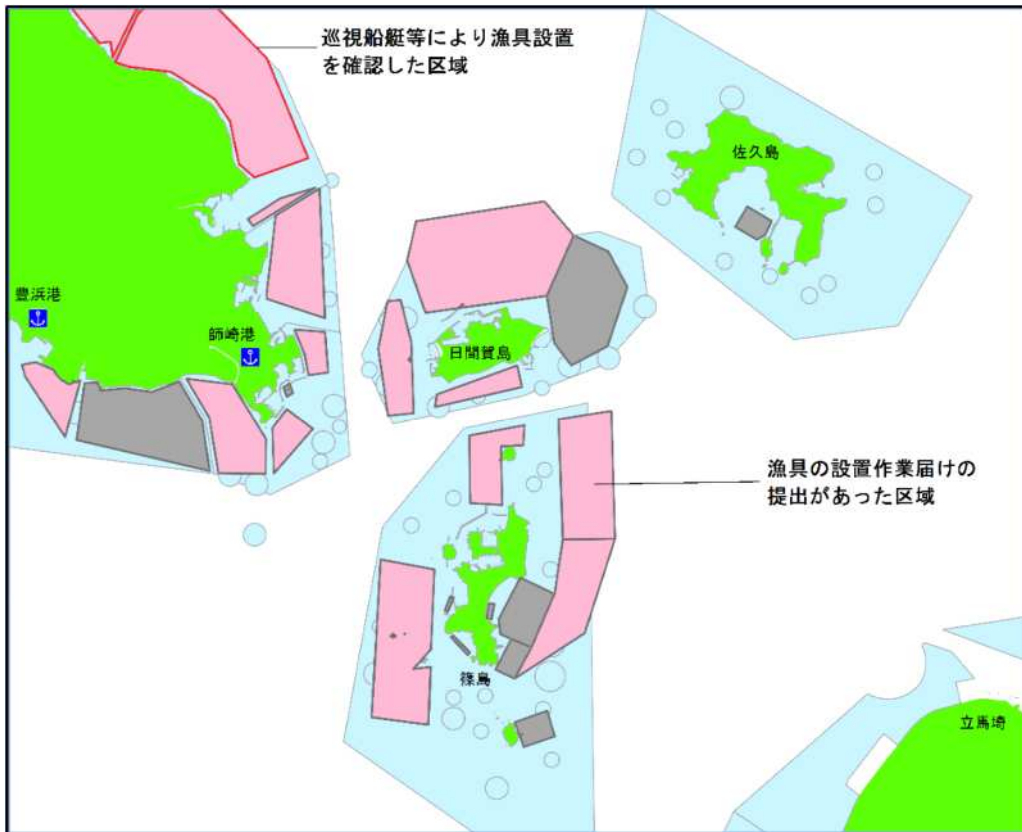 巡視船艇等により漁具設置
を確認した区域
佐久島
豊浜港
師崎港
日間賀島
漁具の設置作業届けの
提出があった区域
篠島
立馬埼